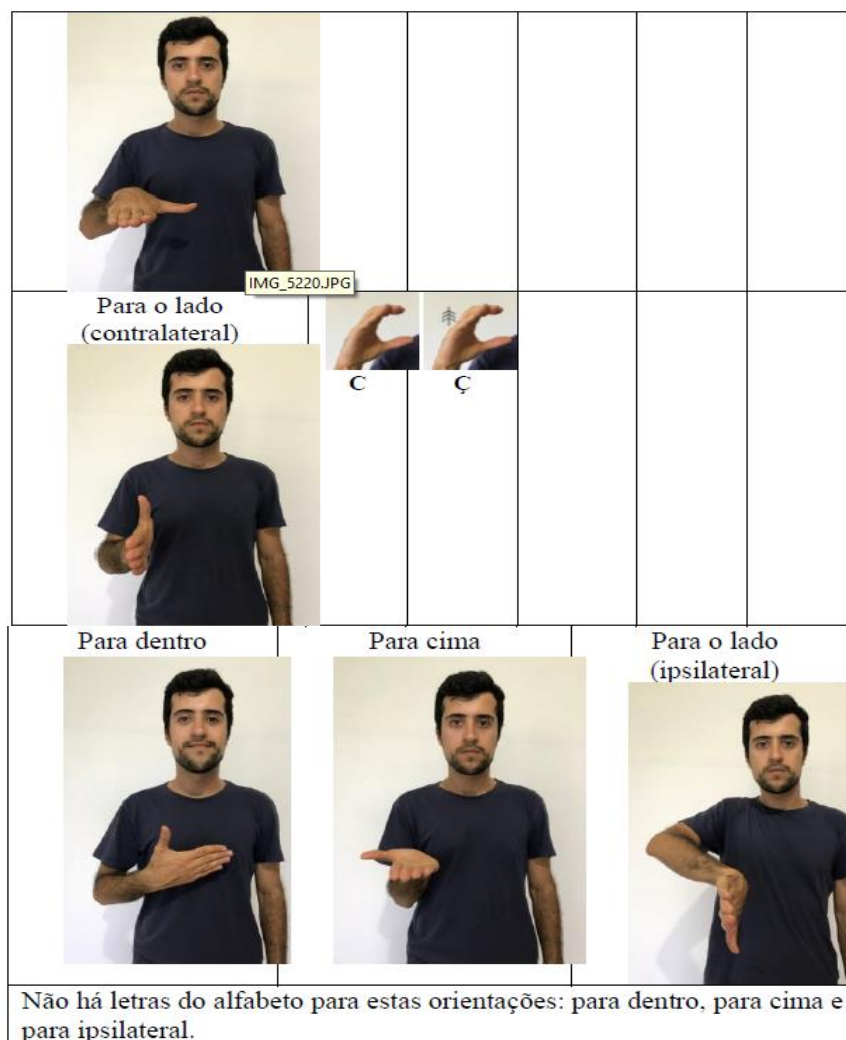 IMG_5220.JPG
Para o lado
(contralateral)
C Ç
Para dentro Para cima Para o lado
(ipsilateral)
Não há letras do alfabeto para estas orientações: para dentro, para cima e
para ipsilateral.